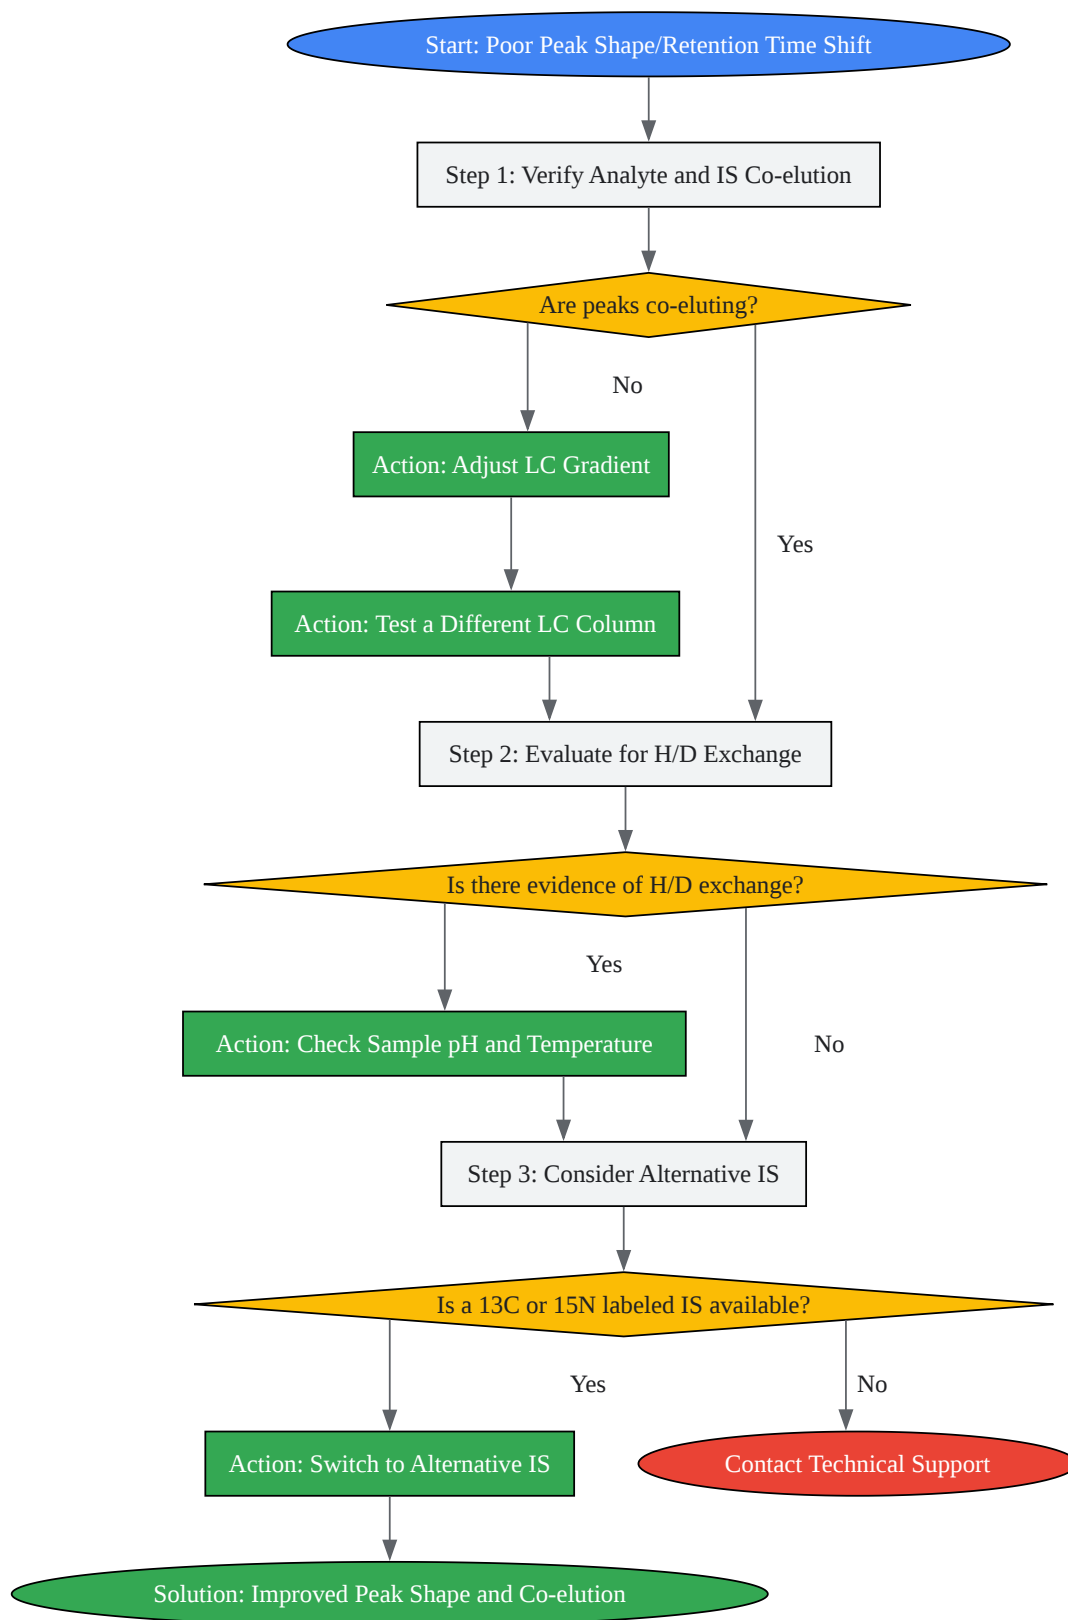 Start: Poor Peak Shape/Retention Time Shift
Step 1: Verify Analyte and IS Co-elution
Are peaks co-eluting?
No
Action: Adjust LC Gradient
Yes
Action: Test a Different LC Column
Step 2: Evaluate for H/D Exchange
Is there evidence of H/D exchange?
Yes
Action: Check Sample pH and Temperature
No
Step 3: Consider Alternative IS
Is a 13C or 15N labeled IS available?
Yes
No
Action: Switch to Alternative IS
Contact Technical Support
Solution: Improved Peak Shape and Co-elution